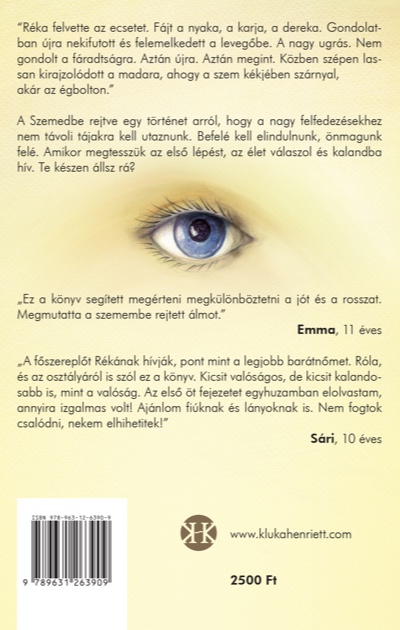 “Réka felvette az ecsetet. Fájt a nyaka, a karja, a dereka. Gondolat-
ban újra nekifutott és felemelkedett a levegőbe. A nagy ugrás. Nem
gondolt a fáradtságra. Aztán újra. Aztán megint. Közben szépen las-
san kirajzolódott a madara, ahogy a szem kékjében szárnyal,
akár az égbolton.”
A Szemedbe rejtve egy történet arról, hogy a nagy felfedezésekhez
nem távoli tájakra kell utaznunk. Befelé kell elindulnunk, önmagunk
felé. Amikor megtesszük az első lépést, az élet válaszol és kalandba
hív. Te készen állsz rá?
„Ez a könyv segített megérteni megkülönböztetni a jót és a rosszat.
Megmutatta a szemembe rejtett álmot.”
Emma, 11 éves
„A főszereplőt Rékának hívják, pont mint a legjobb barátnőmet. Róla,
és az osztályáról is szól ez a könyv. Kicsit valóságos, de kicsit kalando-
sabb is, mint a valóság. Az első öt fejezetet egyhuzamban elolvastam,
annyira izgalmas volt! Ajánlom fiúknak és lányoknak is. Nem fogtok
csalódni, nekem elhihetitek!”
Sári, 10 éves
ISBN 978-963-12-6390-9
9 789631 263909
HK
www.klukahenriett.com
2500 Ft